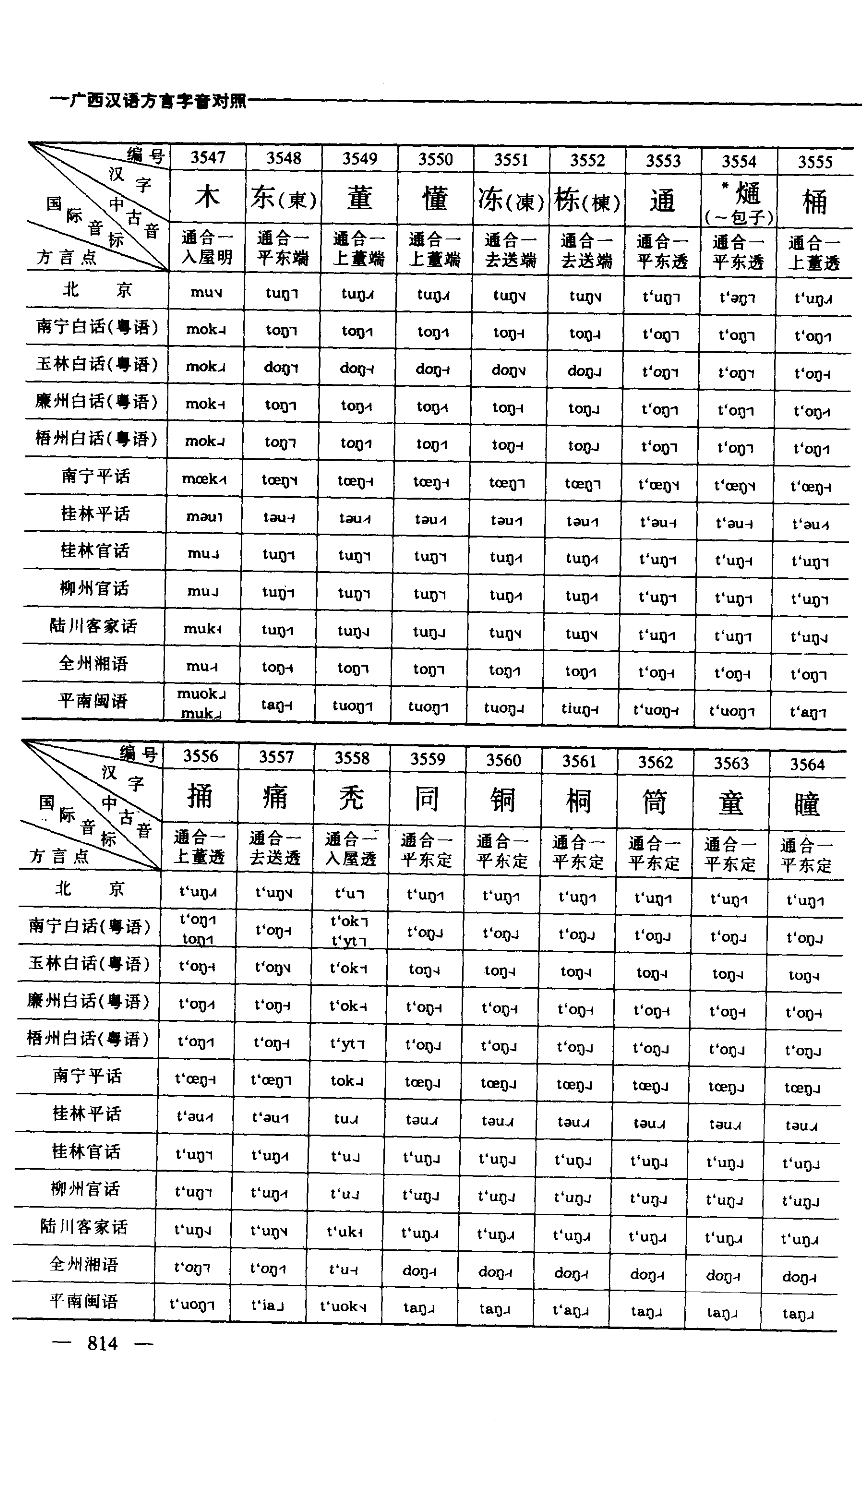 一广西汉语方言字音对照
编号 3547 3548 3549 3550 3551 3552 3553 3554 3555
汉字 木 东(東) 董 懂 冻(凍) 栋(棟) 通 *熥(～包子) 桶
国际音标 中古音 通合一 通合一 通合一 通合一 通合一 通合一 通合一 通合一 通合一
方言点 入屋明 平东端 上董端 上董端 去送端 去送端 平东透 平东透 上董透
北京 mu tuŋ tuŋ tuŋ tuŋ tuŋ t‘uŋ t‘əŋ t‘uŋ
南宁白话(粤语) mok toŋ toŋ toŋ toŋ toŋ t‘oŋ t‘oŋ t‘oŋ
玉林白话(粤语) mok doŋ doŋ doŋ doŋ doŋ t‘oŋ t‘oŋ t‘oŋ
廉州白话(粤语) mok toŋ toŋ toŋ toŋ toŋ t‘oŋ t‘oŋ t‘oŋ
梧州白话(粤语) mok toŋ toŋ toŋ toŋ toŋ t‘oŋ t‘oŋ t‘oŋ
南宁平话 mœk tœŋ tœŋ tœŋ tœŋ tœŋ t‘œŋ t‘œŋ t‘œŋ
桂林平话 məu təu təu təu təu təu t‘əu t‘əu t‘əu
桂林官话 mu tuŋ tuŋ tuŋ tuŋ tuŋ t‘uŋ t‘uŋ t‘uŋ
柳州官话 mu tuŋ tuŋ tuŋ tuŋ tuŋ t‘uŋ t‘uŋ t‘uŋ
陆川客家话 muk tuŋ tuŋ tuŋ tuŋ tuŋ t‘uŋ t‘uŋ t‘uŋ
全州湘语 mu toŋ toŋ toŋ toŋ toŋ t‘oŋ t‘oŋ t‘oŋ
平南闽语 muok muk taŋ tuoŋ tuoŋ tuoŋ tiuŋ t‘uoŋ t‘uoŋ t‘aŋ
编号 3556 3557 3558 3559 3560 3561 3562 3563 3564
汉字 捅 痛 秃 同 铜 桐 筒 童 瞳
国际音标 中古音 通合一 通合一 通合一 通合一 通合一 通合一 通合一 通合一 通合一
方言点 上董透 去送透 入屋透 平东定 平东定 平东定 平东定 平东定 平东定
北京 t‘uŋ t‘uŋ t‘u t‘uŋ t‘uŋ t‘uŋ t‘uŋ t‘uŋ t‘uŋ
南宁白话(粤语) t‘oŋ toŋ t‘oŋ t‘ok t‘yt t‘oŋ t‘oŋ t‘oŋ t‘oŋ t‘oŋ t‘oŋ
玉林白话(粤语) t‘oŋ t‘oŋ t‘ok toŋ toŋ toŋ toŋ toŋ toŋ
廉州白话(粤语) t‘oŋ t‘oŋ t‘ok t‘oŋ t‘oŋ t‘oŋ t‘oŋ t‘oŋ t‘oŋ
梧州白话(粤语) t‘oŋ t‘oŋ t‘yt t‘oŋ t‘oŋ t‘oŋ t‘oŋ t‘oŋ t‘oŋ
南宁平话 t‘œŋ t‘œŋ tok tœŋ tœŋ tœŋ tœŋ tœŋ tœŋ
桂林平话 t‘əu t‘əu tu təu təu təu təu təu təu
桂林官话 t‘uŋ t‘uŋ t‘u t‘uŋ t‘uŋ t‘uŋ t‘uŋ t‘uŋ t‘uŋ
柳州官话 t‘uŋ t‘uŋ t‘u t‘uŋ t‘uŋ t‘uŋ t‘uŋ t‘uŋ t‘uŋ
陆川客家话 t‘uŋ t‘uŋ t‘uk t‘uŋ t‘uŋ t‘uŋ t‘uŋ t‘uŋ t‘uŋ
全州湘语 t‘oŋ t‘oŋ t‘u doŋ doŋ doŋ doŋ doŋ doŋ
平南闽语 t‘uoŋ t‘ia t‘uok taŋ taŋ t‘aŋ taŋ taŋ taŋ
— 814 —